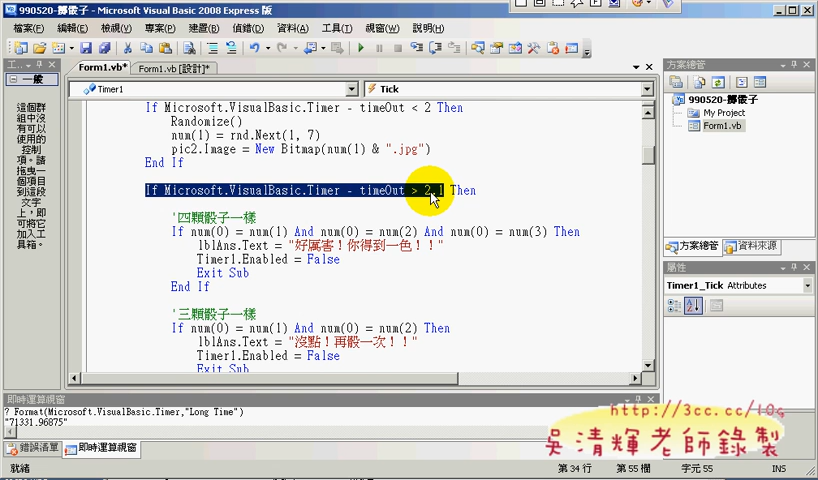 990520-擲骰子 - Microsoft Visual Basic 2008 Express 版
檔案(F) 編輯(E) 檢視(V) 專案(P) 建置(B) 偵錯(D) 資料(A) 工具(T) 視窗(W) 說明(H)
工..
一般
這個群組中沒有可以使用的控制項。請拖曳一個項目到這段文字上，即可將它加入工具箱。
Form1.vb* Form1.vb [設計]*
Timer1 Tick
If Microsoft.VisualBasic.Timer - timeOut < 2 Then
Randomize()
num(1) = rnd.Next(1, 7)
pic2.Image = New Bitmap(num(1) & ".jpg")
End If
If Microsoft.VisualBasic.Timer - timeOut > 2.1 Then
'四顆骰子一樣
If num(0) = num(1) And num(0) = num(2) And num(0) = num(3) Then
lblAns.Text = "好厲害！你得到一色！！"
Timer1.Enabled = False
Exit Sub
End If
'三顆骰子一樣
If num(0) = num(1) And num(0) = num(2) Then
lblAns.Text = "沒點！再骰一次！！"
Timer1.Enabled = False
Exit Sub
方案總管
990520-擲骰子
My Project
Form1.vb
方案總管 資料來源
屬性
Timer1_Tick Attributes
即時運算視窗
? Format(Microsoft.VisualBasic.Timer,"Long Time")
"71331.96875"
錯誤清單 即時運算視窗
http://3cc.cc/10g
吳清輝老師錄製
就緒 第 34 行 第 55 欄 字元 55 INS